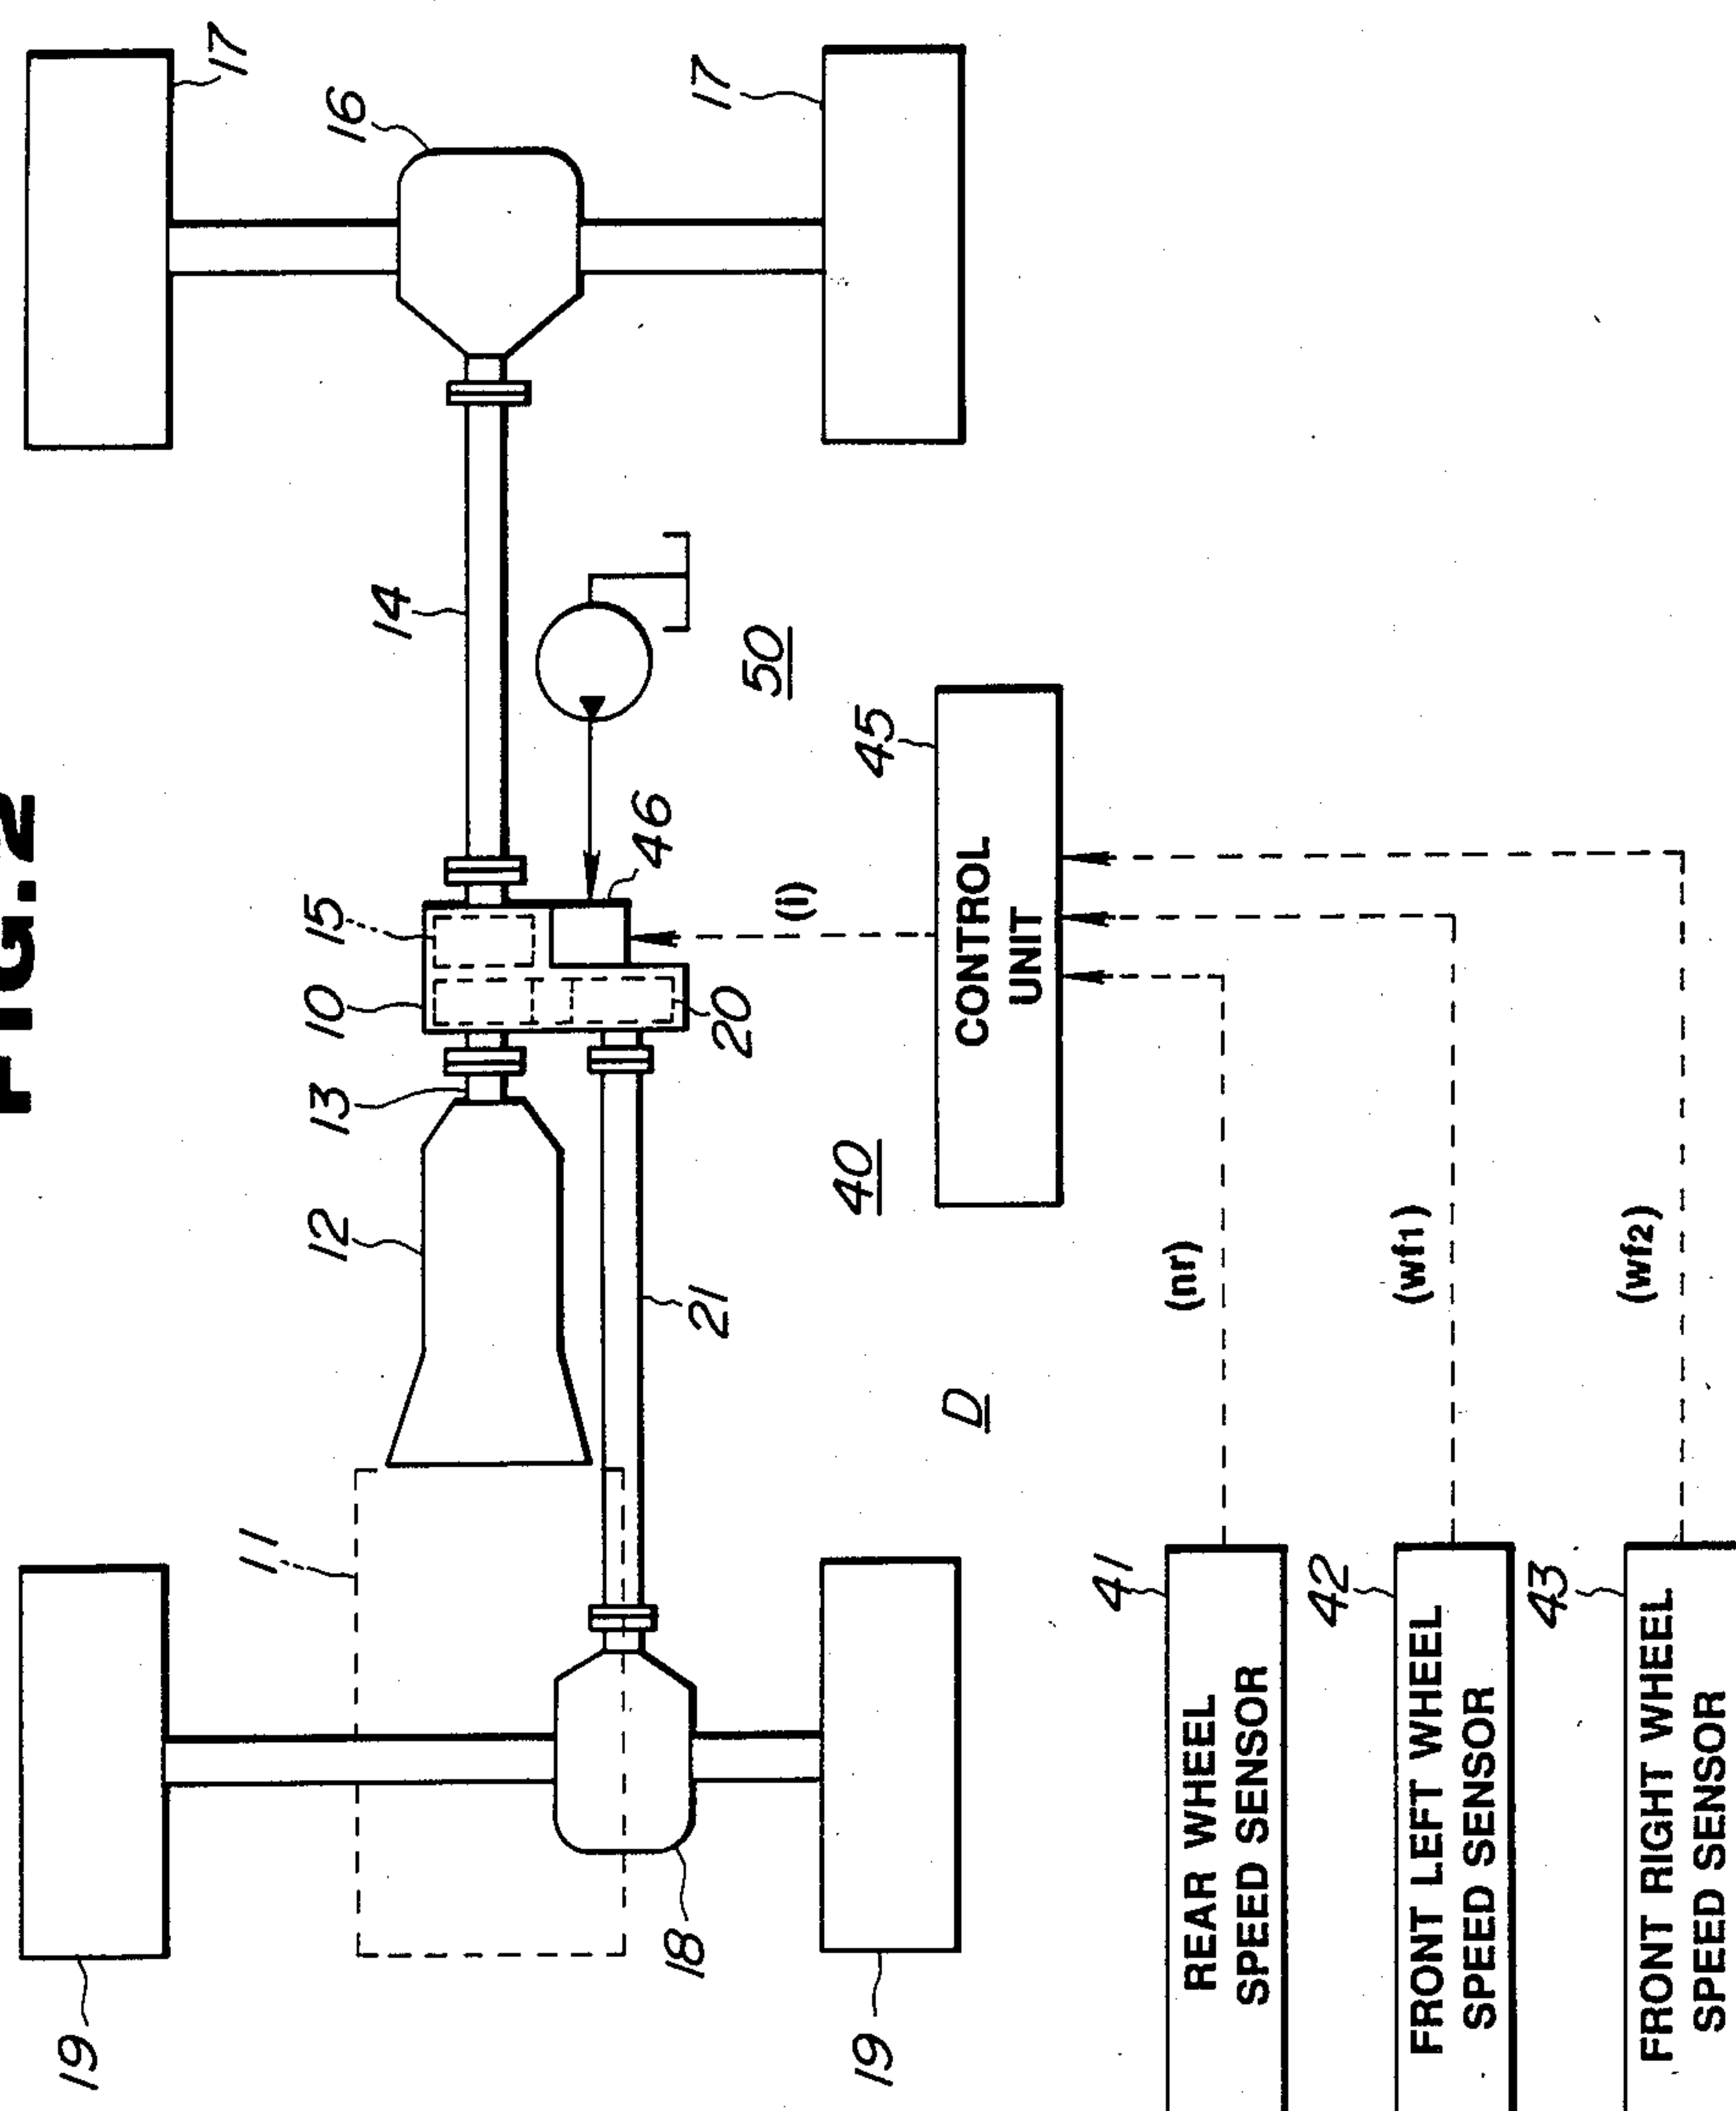 FIG.2
19
11
12
13
10
15
14
16
17
19
18
21
20
46
50
17
D
40
45
(i)
CONTROL
UNIT
41
REAR WHEEL
SPEED SENSOR
(nr)
42
FRONT LEFT WHEEL
SPEED SENSOR
(wf1)
43
FRONT RIGHT WHEEL
SPEED SENSOR
(wf2)